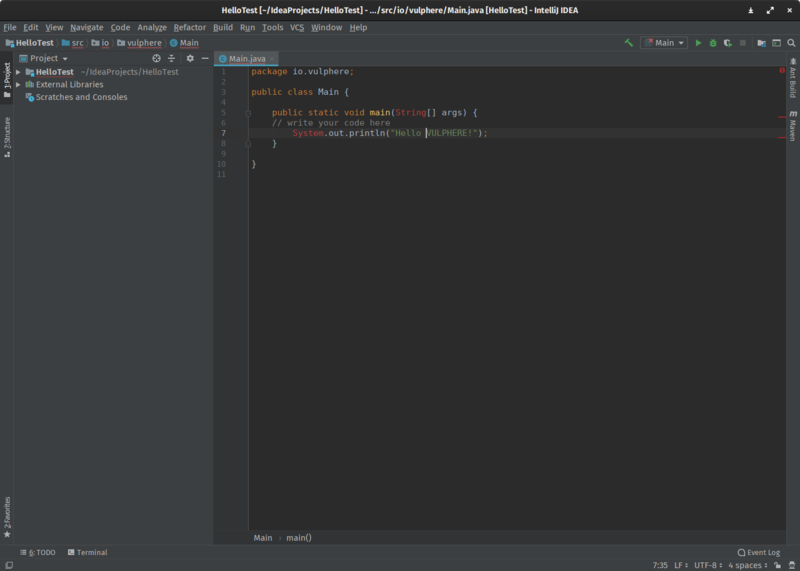 HelloTest [~/IdeaProjects/HelloTest] - .../src/io/vulphere/Main.java [HelloTest] - IntelliJ IDEA
File Edit View Navigate Code Analyze Refactor Build Run Tools VCS Window Help
HelloTest src io vulphere Main
Main
1: Project
Project
Main.java
HelloTest ~/IdeaProjects/HelloTest
External Libraries
Scratches and Consoles
2: Structure
1 package io.vulphere;
2
3 public class Main {
4
5 public static void main(String[] args) {
6 // write your code here
7 System.out.println("Hello VULPHERE!");
8 }
9
10 }
11
Ant Build
m Maven
2: Favorites
Main › main()
6: TODO Terminal
Event Log
7:35 LF UTF-8 4 spaces